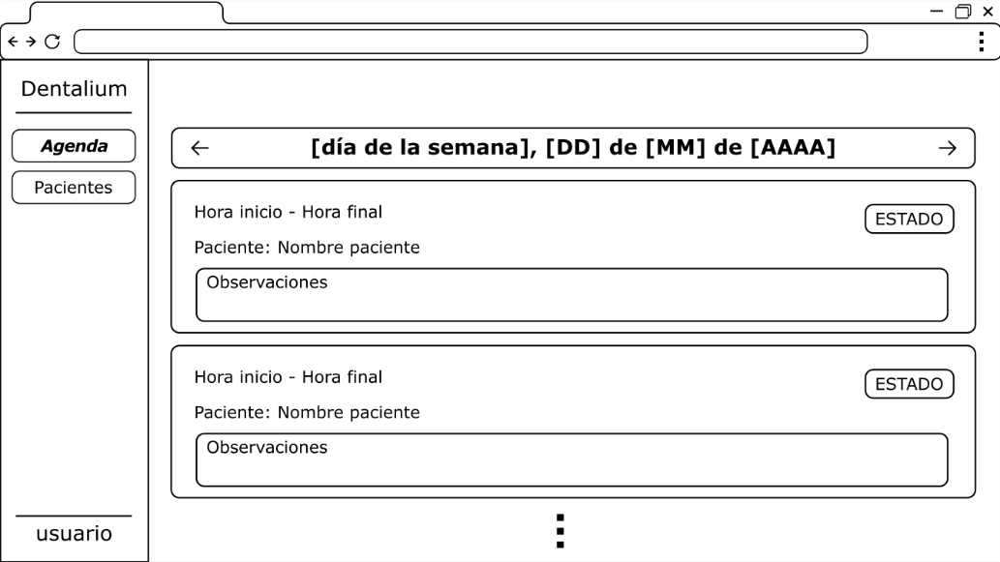 Dentalium
Agenda
Pacientes
usuario
[día de la semana], [DD] de [MM] de [AAAA]
Hora inicio - Hora final
ESTADO
Paciente: Nombre paciente
Observaciones
Hora inicio - Hora final
ESTADO
Paciente: Nombre paciente
Observaciones